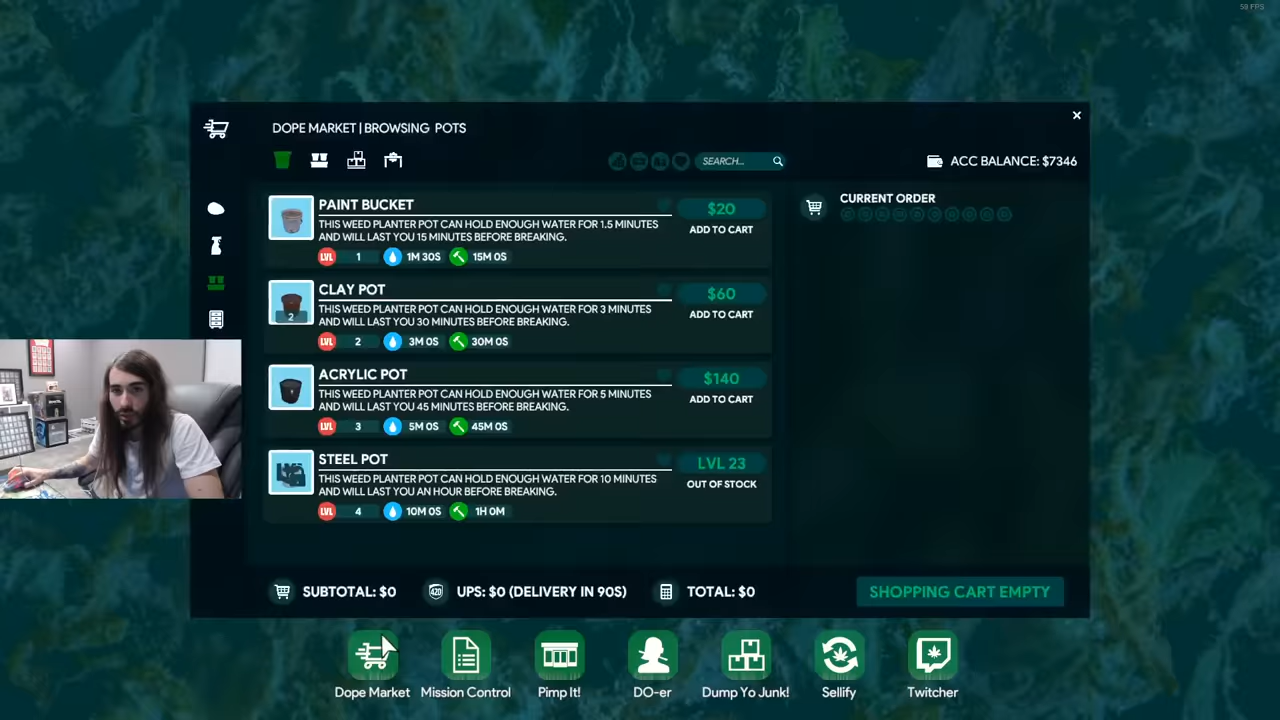 58 FPS
DOPE MARKET | BROWSING POTS
SEARCH...
ACC BALANCE: $7346
CURRENT ORDER
PAINT BUCKET
THIS WEED PLANTER POT CAN HOLD ENOUGH WATER FOR 1.5 MINUTES
AND WILL LAST YOU 15 MINUTES BEFORE BREAKING.
LVL 1 1M 30S 15M 0S
$20
ADD TO CART
CLAY POT
THIS WEED PLANTER POT CAN HOLD ENOUGH WATER FOR 3 MINUTES
AND WILL LAST YOU 30 MINUTES BEFORE BREAKING.
2
LVL 2 3M 0S 30M 0S
$60
ADD TO CART
ACRYLIC POT
THIS WEED PLANTER POT CAN HOLD ENOUGH WATER FOR 5 MINUTES
AND WILL LAST YOU 45 MINUTES BEFORE BREAKING.
LVL 3 5M 0S 45M 0S
$140
ADD TO CART
STEEL POT
THIS WEED PLANTER POT CAN HOLD ENOUGH WATER FOR 10 MINUTES
AND WILL LAST YOU AN HOUR BEFORE BREAKING.
LVL 4 10M 0S 1H 0M
LVL 23
OUT OF STOCK
SUBTOTAL: $0
420
UPS: $0 (DELIVERY IN 90S)
TOTAL: $0
SHOPPING CART EMPTY
Dope Market
Mission Control
Pimp It!
DO-er
Dump Yo Junk!
Sellify
Twitcher